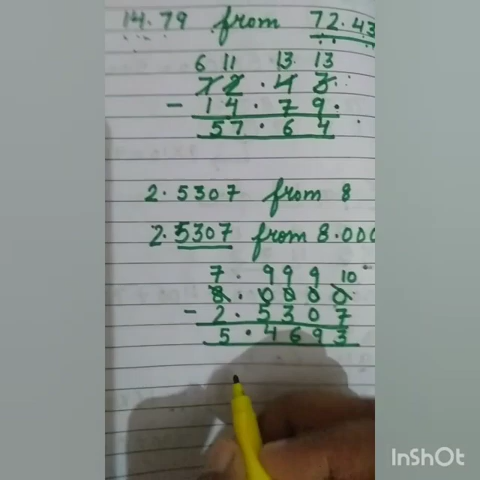 14.79 from 72.43
6 11 13 13
72.43
- 14.79
57.64
2.5307 from 8
2.5307 from 8.000
7. 9 9 9 10
8.0000
- 2.5307
5.4693
InShOt